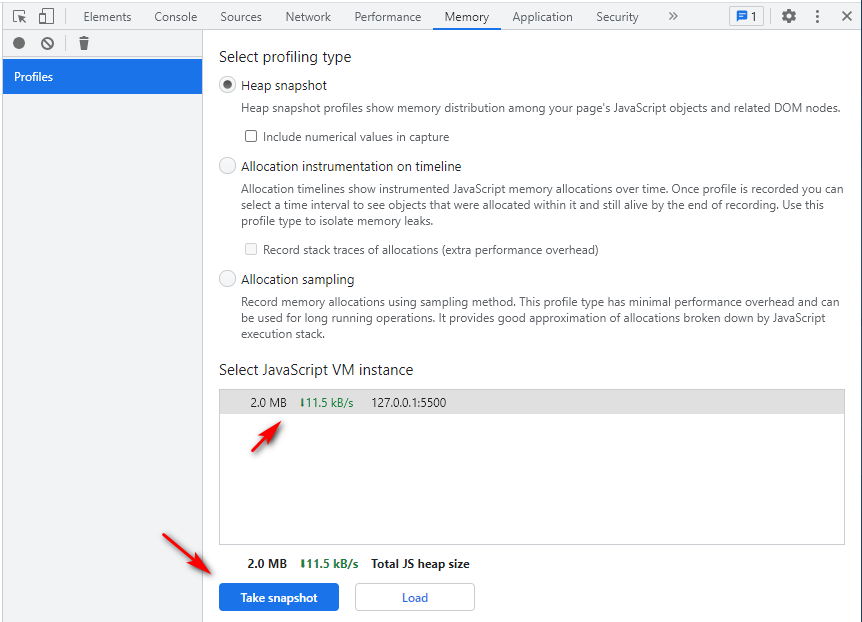 Elements Console Sources Network Performance Memory Application Security » 1
Profiles
Select profiling type
Heap snapshot
Heap snapshot profiles show memory distribution among your page's JavaScript objects and related DOM nodes.
Include numerical values in capture
Allocation instrumentation on timeline
Allocation timelines show instrumented JavaScript memory allocations over time. Once profile is recorded you can
select a time interval to see objects that were allocated within it and still alive by the end of recording. Use this
profile type to isolate memory leaks.
Record stack traces of allocations (extra performance overhead)
Allocation sampling
Record memory allocations using sampling method. This profile type has minimal performance overhead and can
be used for long running operations. It provides good approximation of allocations broken down by JavaScript
execution stack.
Select JavaScript VM instance
2.0 MB ⬇11.5 kB/s 127.0.0.1:5500
2.0 MB ⬇11.5 kB/s Total JS heap size
Take snapshot Load